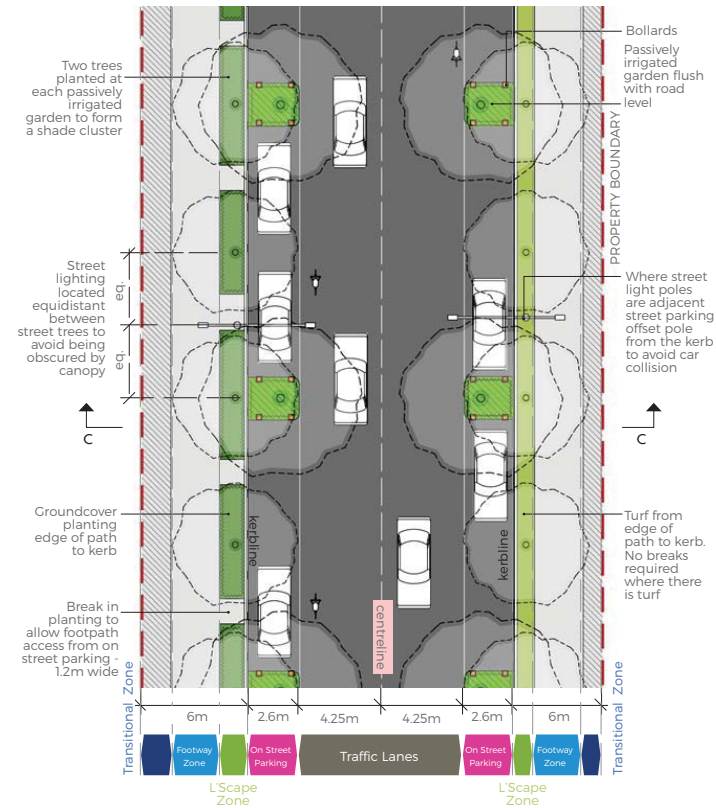 Two trees
planted at
each passively
irrigated
garden to form
a shade cluster
Street
lighting
located
equidistant
between
street trees to
avoid being
obscured by
canopy
eq.
eq.
C
Groundcover
planting
edge of path
to kerb
Break in
planting to
allow footpath
access from on
street parking -
1.2m wide
kerbline
centreline
kerbline
Bollards
Passively
irrigated
garden flush
with road
level
PROPERTY BOUNDARY
Where street
light poles
are adjacent
street parking
offset pole
from the kerb
to avoid car
collision
C
Turf from
edge of
path to kerb.
No breaks
required
where there
is turf
Transitional Zone
6m
2.6m
4.25m
4.25m
2.6m
6m
Transitional Zone
Footway
Zone
On Street
Parking
Traffic Lanes
On Street
Parking
Footway
Zone
L'Scape
Zone
L'Scape
Zone